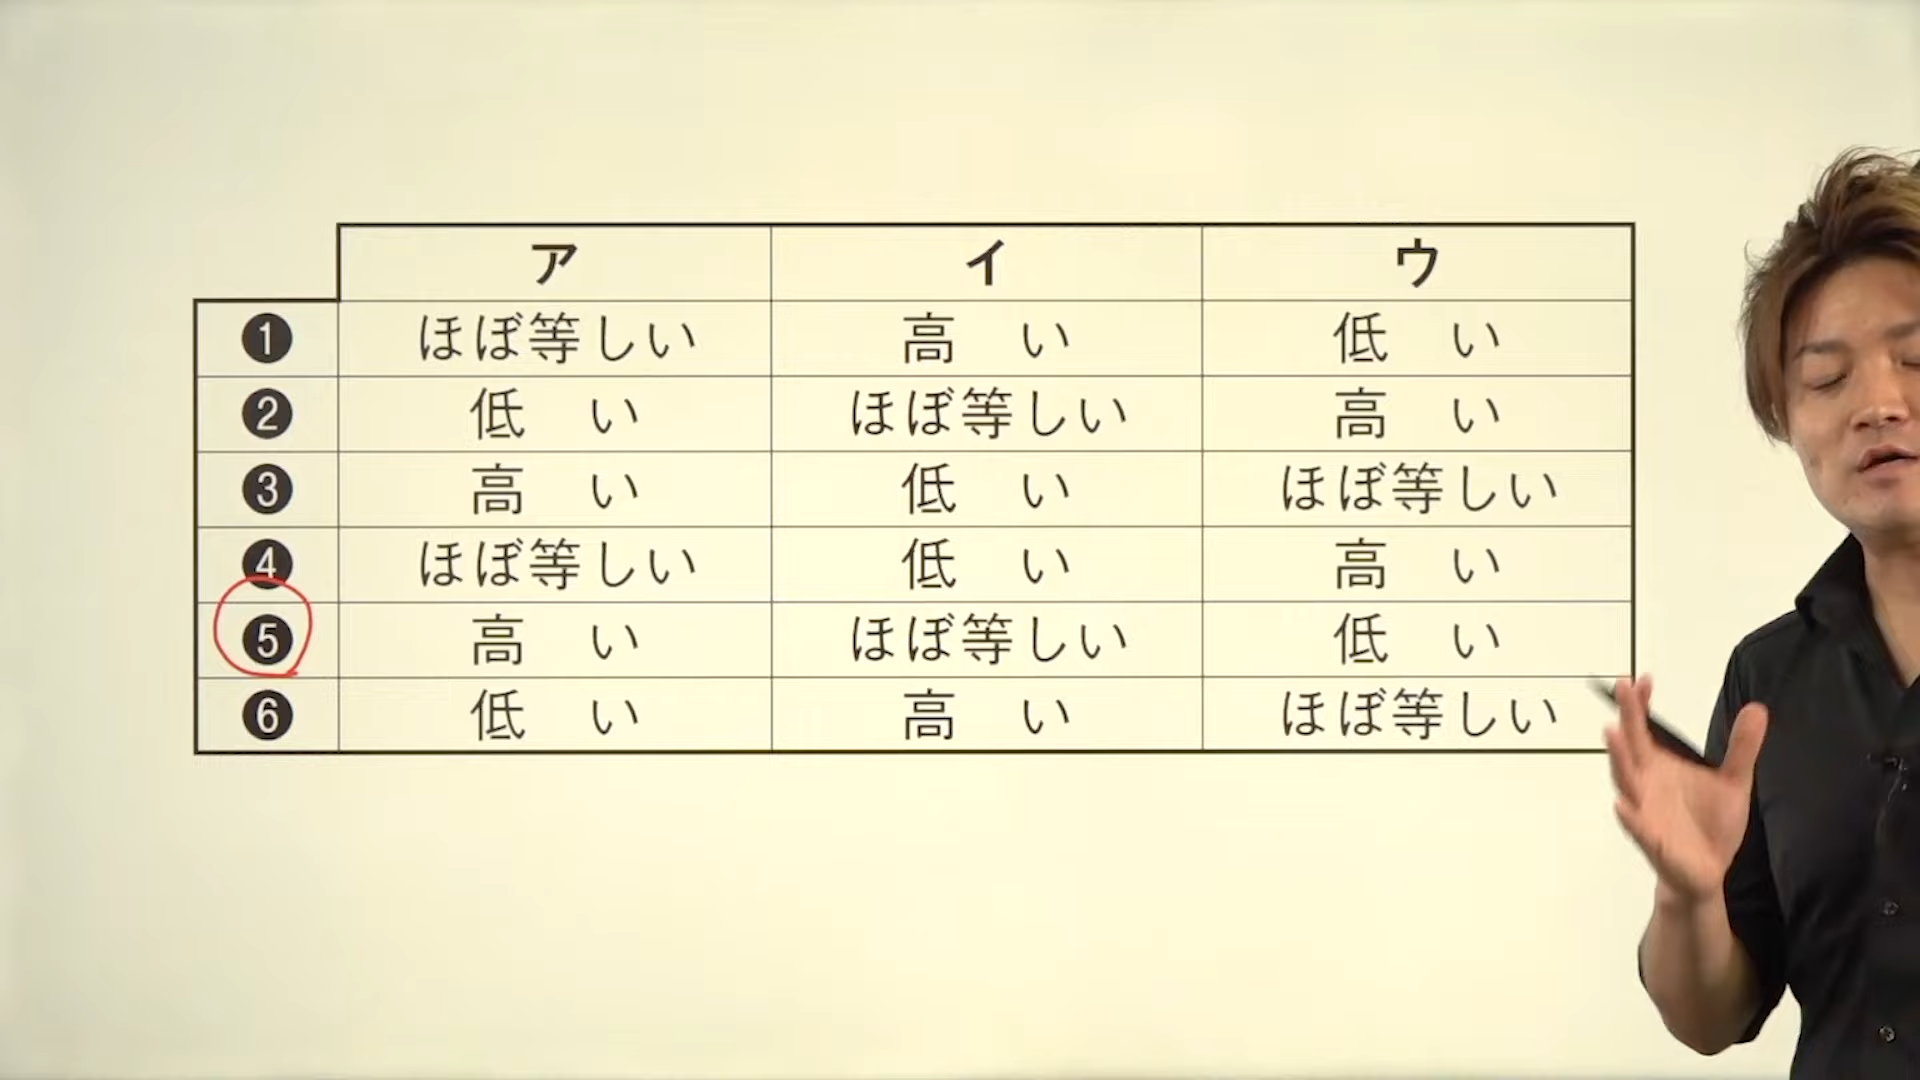 ア イ ウ
❶ ほぼ等しい 高い 低い
❷ 低い ほぼ等しい 高い
❸ 高い 低い ほぼ等しい
❹ ほぼ等しい 低い 高い
❺ 高い ほぼ等しい 低い
❻ 低い 高い ほぼ等しい